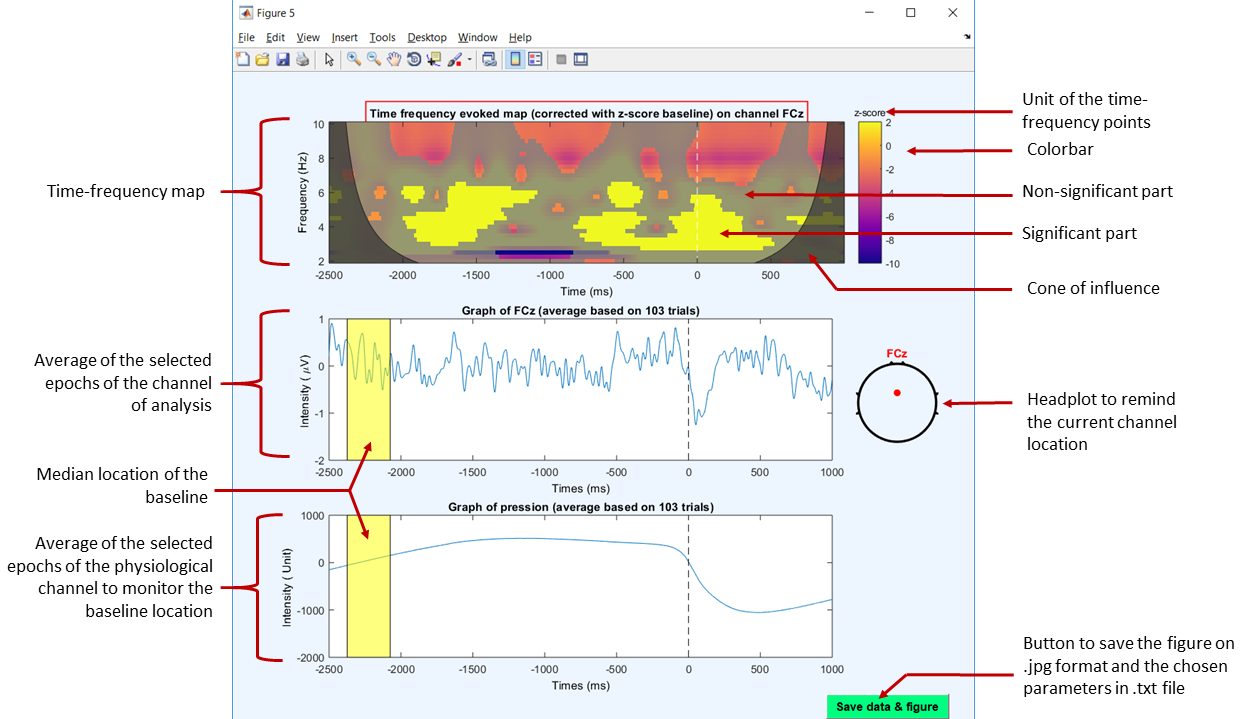 Figure 5
File Edit View Insert Tools Desktop Window Help
Time frequency evoked map (corrected with z-score baseline) on channel FCz
z-score
10
8
6
4
2
Frequency (Hz)
-2500 -2000 -1500 -1000 -500 0 500
Time (ms)
2
0
-2
-4
-6
-8
-10
Time-frequency map
Unit of the time-
frequency points
Colorbar
Non-significant part
Significant part
Cone of influence
Graph of FCz (average based on 103 trials)
1
0
-1
-2
Intensity ( μV)
-2500 -2000 -1500 -1000 -500 0 500 1000
Times (ms)
Average of the selected
epochs of the channel
of analysis
FCz
Headplot to remind
the current channel
location
Median location of the
baseline
Graph of pression (average based on 103 trials)
1000
0
-1000
-2000
Intensity ( Unit)
-2500 -2000 -1500 -1000 -500 0 500 1000
Times (ms)
Average of the selected
epochs of the physiological
channel to monitor the
baseline location
Button to save the figure on
.jpg format and the chosen
parameters in .txt file
Save data & figure